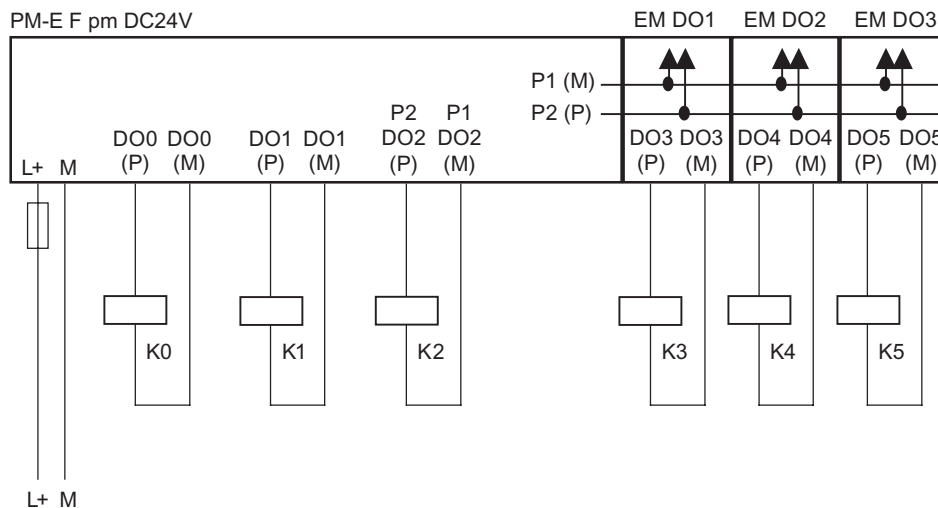 PM-E F pm DC24V
EM DO1 EM DO2 EM DO3
P1 (M)
P2 (P)
P2 P1
DO0 DO0 DO1 DO1 DO2 DO2 DO3 DO3 DO4 DO4 DO5 DO5
L+ M (P) (M) (P) (M) (P) (M) (P) (M) (P) (M) (P) (M)
K0 K1 K2 K3 K4 K5
L+ M